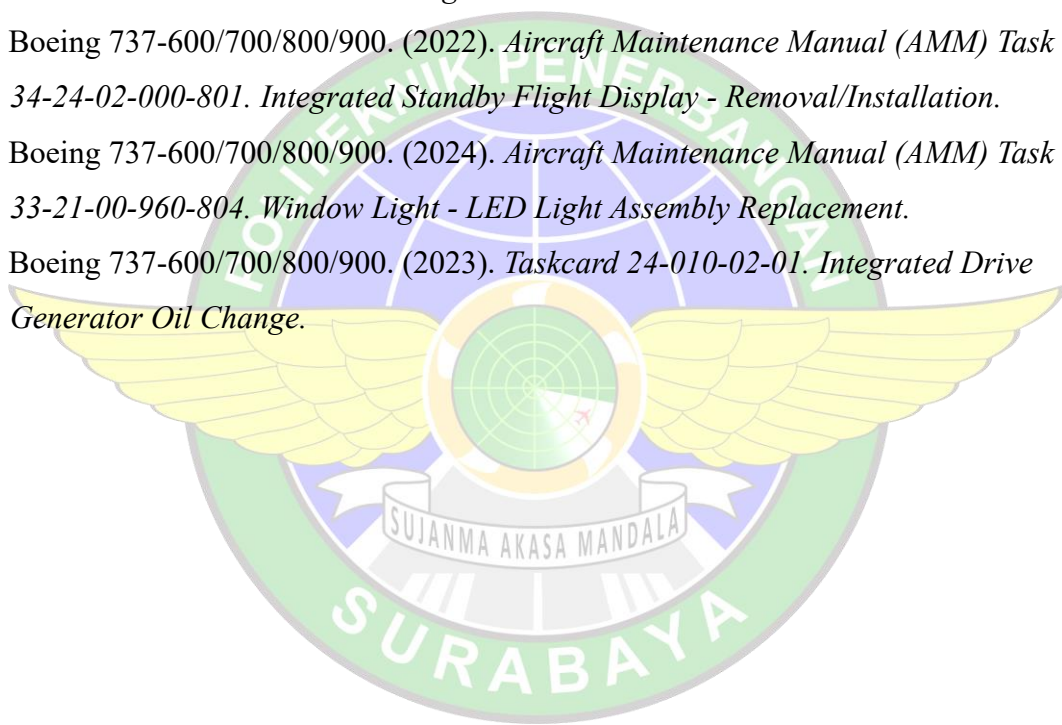 Boeing 737-600/700/800/900. (2022). Aircraft Maintenance Manual (AMM) Task
34-24-02-000-801. Integrated Standby Flight Display - Removal/Installation.
Boeing 737-600/700/800/900. (2024). Aircraft Maintenance Manual (AMM) Task
33-21-00-960-804. Window Light - LED Light Assembly Replacement.
Boeing 737-600/700/800/900. (2023). Taskcard 24-010-02-01. Integrated Drive
Generator Oil Change.
POLITEKNIK PENERBANGAN
SUJANMA AKASA MANDALA
SURABAYA